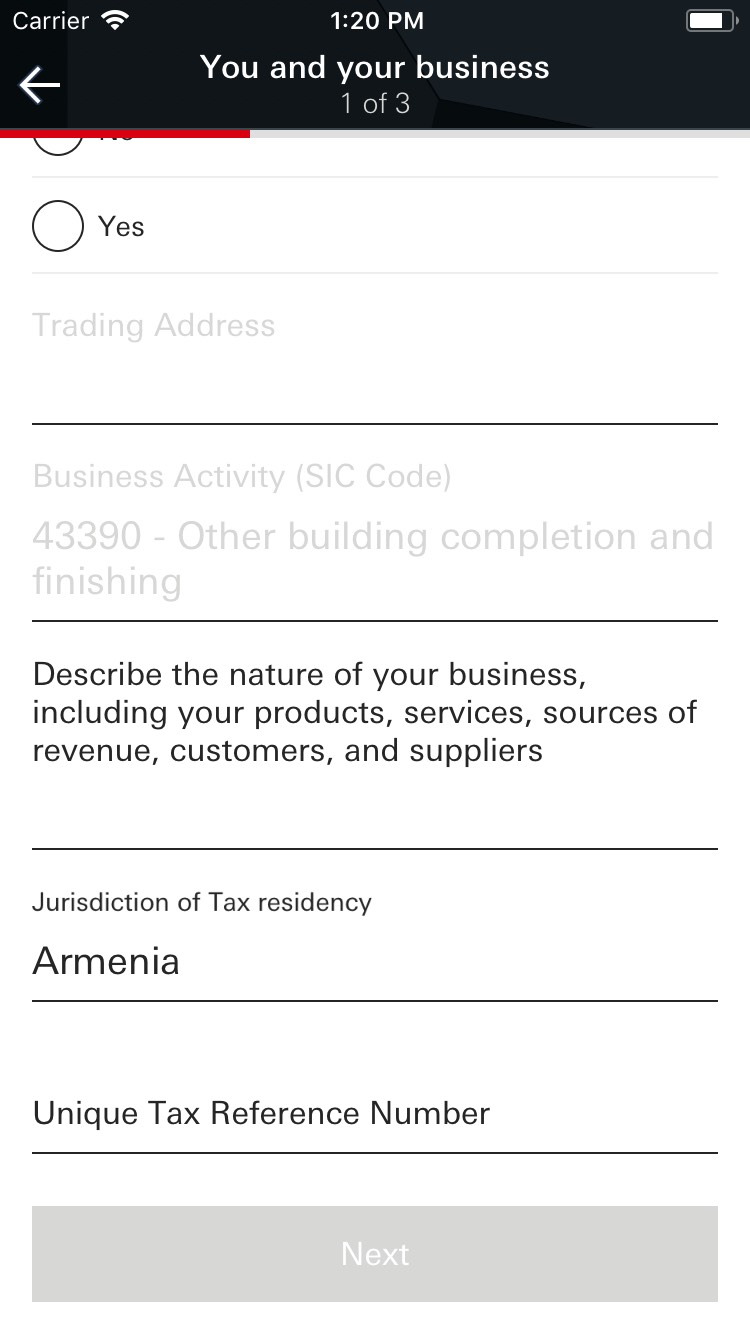 Carrier 1:20 PM
You and your business
1 of 3
No
Yes
Trading Address
Business Activity (SIC Code)
43390 - Other building completion and
finishing
Describe the nature of your business,
including your products, services, sources of
revenue, customers, and suppliers
Jurisdiction of Tax residency
Armenia
Unique Tax Reference Number
Next